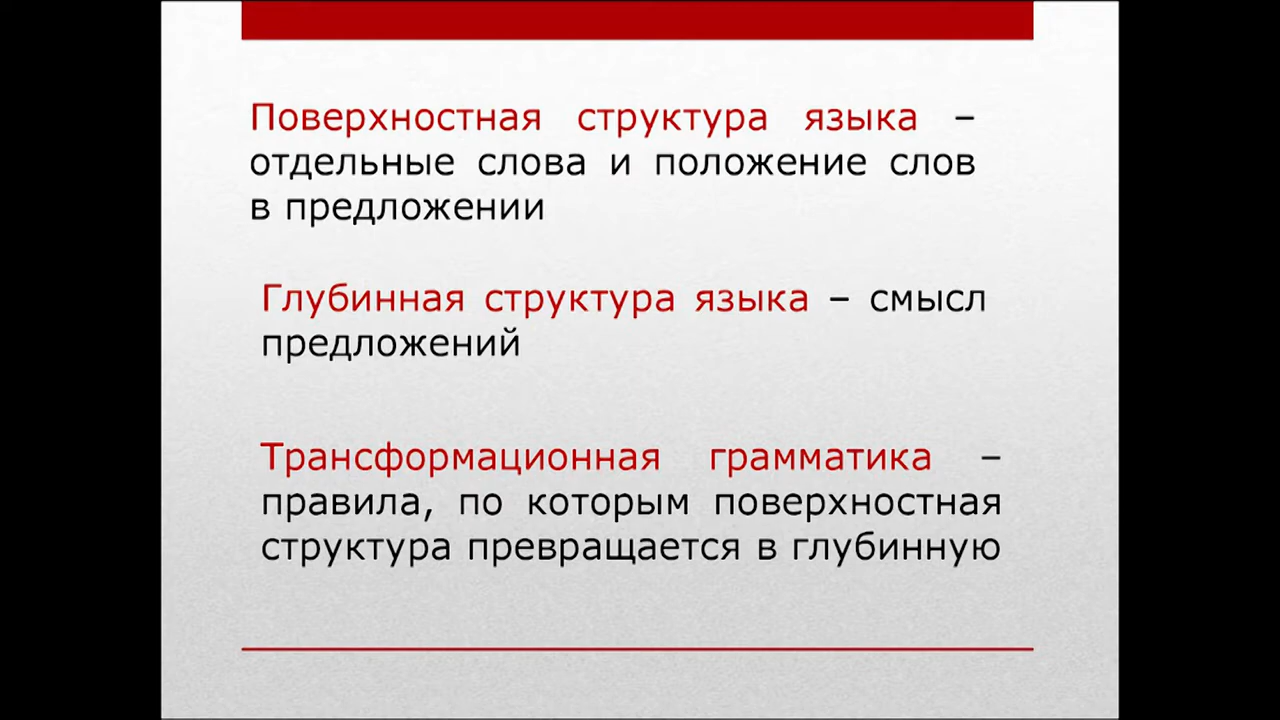 Поверхностная структура языка –
отдельные слова и положение слов
в предложении
Глубинная структура языка – смысл
предложений
Трансформационная грамматика –
правила, по которым поверхностная
структура превращается в глубинную